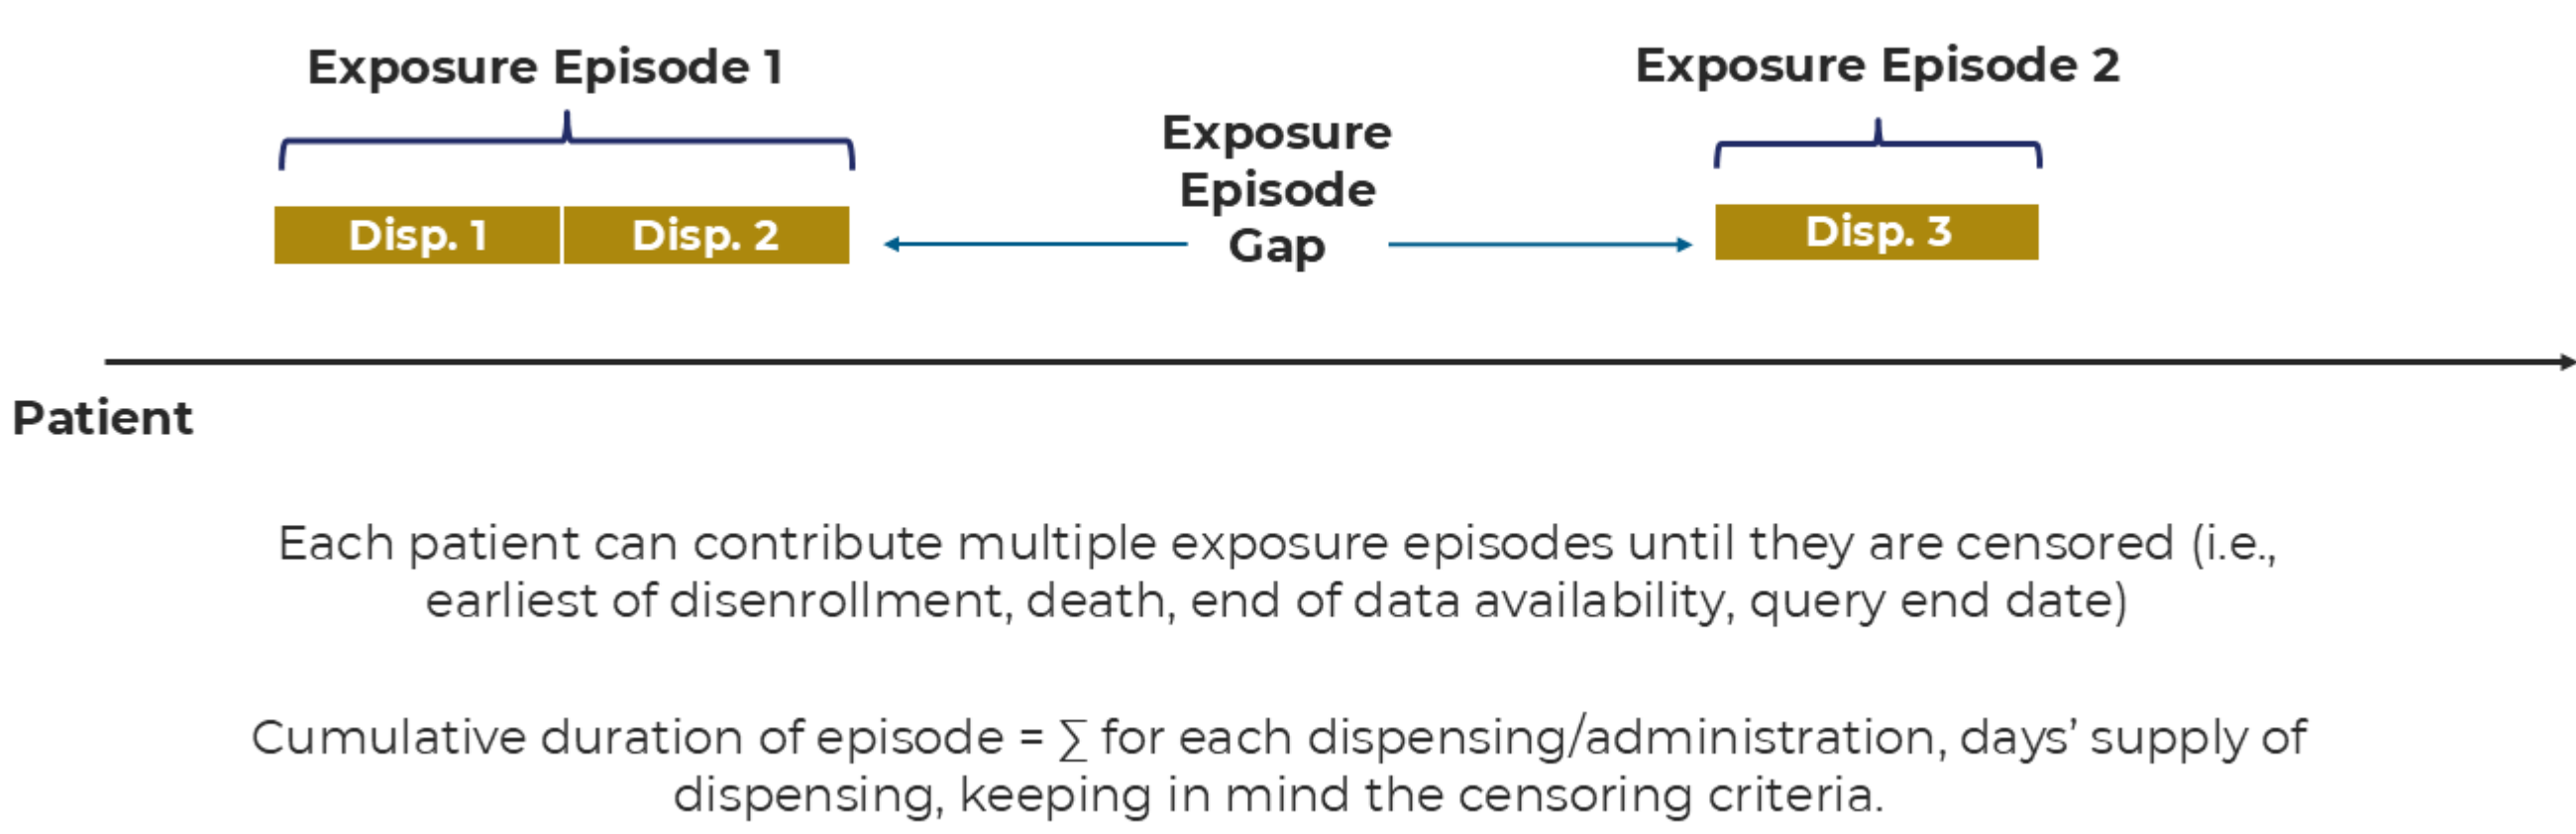 Exposure Episode 1
Exposure Episode 2
Exposure
Episode
Gap
Disp. 1
Disp. 2
Disp. 3
Patient
Each patient can contribute multiple exposure episodes until they are censored (i.e.,
earliest of disenrollment, death, end of data availability, query end date)
Cumulative duration of episode = ∑ for each dispensing/administration, days’ supply of
dispensing, keeping in mind the censoring criteria.